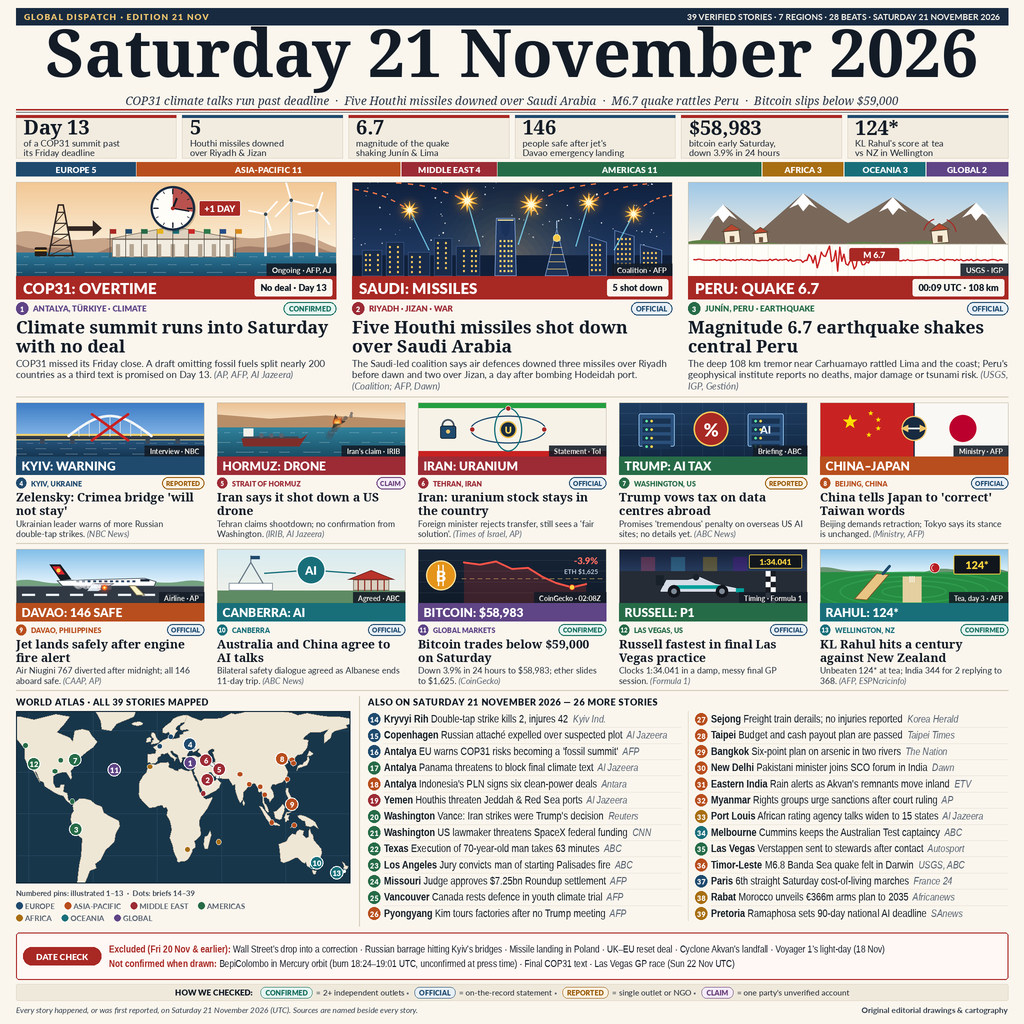 GLOBAL DISPATCH · EDITION 21 NOV
39 VERIFIED STORIES · 7 REGIONS · 28 BEATS · SATURDAY 21 NOVEMBER 2026
Saturday 21 November 2026
COP31 climate talks run past deadline · Five Houthi missiles downed over Saudi Arabia · M6.7 quake rattles Peru · Bitcoin slips below $59,000
Day 13
of a COP31 summit past
its Friday deadline
5
Houthi missiles downed
over Riyadh & Jizan
6.7
magnitude of the quake
shaking Junín & Lima
146
people safe after jet's
Davao emergency landing
$58,983
bitcoin early Saturday,
down 3.9% in 24 hours
124*
KL Rahul's score at tea
vs NZ in Wellington
EUROPE 5
ASIA-PACIFIC 11
MIDDLE EAST 4
AMERICAS 11
AFRICA 3
OCEANIA 3
GLOBAL 2
+1 DAY
Ongoing · AFP, AJ
COP31: OVERTIME
No deal · Day 13
1 ANTALYA, TÜRKIYE · CLIMATE
CONFIRMED
Climate summit runs into Saturday
with no deal
COP31 missed its Friday close. A draft omitting fossil fuels split nearly 200
countries as a third text is promised on Day 13. (AP, AFP, Al Jazeera)
Coalition · AFP
SAUDI: MISSILES
5 shot down
2 RIYADH · JIZAN · WAR
OFFICIAL
Five Houthi missiles shot down
over Saudi Arabia
The Saudi-led coalition says air defences downed three missiles over Riyadh
before dawn and two over Jizan, a day after bombing Hodeidah port.
(Coalition; AFP, Dawn)
M 6.7
USGS · IGP
PERU: QUAKE 6.7
00:09 UTC · 108 km
3 JUNÍN, PERU · EARTHQUAKE
OFFICIAL
Magnitude 6.7 earthquake shakes
central Peru
The deep 108 km tremor near Carhuamayo rattled Lima and the coast; Peru's
geophysical institute reports no deaths, major damage or tsunami risk. (USGS,
IGP, Gestión)
Interview · NBC
KYIV: WARNING
4 KYIV, UKRAINE
REPORTED
Zelensky: Crimea bridge 'will
not stay'
Ukrainian leader warns of more Russian
double-tap strikes. (NBC News)
Iran's claim · IRIB
HORMUZ: DRONE
5 STRAIT OF HORMUZ
CLAIM
Iran says it shot down a US
drone
Tehran claims shootdown; no confirmation from
Washington. (IRIB, Al Jazeera)
U
Statement · ToI
IRAN: URANIUM
6 TEHRAN, IRAN
OFFICIAL
Iran: uranium stock stays in
the country
Foreign minister rejects transfer, still sees a 'fair
solution'. (Times of Israel, AP)
%
AI
Briefing · ABC
TRUMP: AI TAX
7 WASHINGTON, US
REPORTED
Trump vows tax on data
centres abroad
Promises 'tremendous' penalty on overseas US AI
sites; no details yet. (ABC News)
Ministry · AFP
CHINA–JAPAN
8 BEIJING, CHINA
OFFICIAL
China tells Japan to 'correct'
Taiwan words
Beijing demands retraction; Tokyo says its stance
is unchanged. (Ministry, AFP)
Airline · AP
DAVAO: 146 SAFE
9 DAVAO, PHILIPPINES
OFFICIAL
Jet lands safely after engine
fire alert
Air Niugini 767 diverted after midnight; all 146
aboard safe. (CAAP, AP)
AI
Agreed · ABC
CANBERRA: AI
10 CANBERRA
OFFICIAL
Australia and China agree to
AI talks
Bilateral safety dialogue agreed as Albanese ends
11-day trip. (ABC News)
B
-3.9%
ETH $1,625
CoinGecko · 02:08Z
BITCOIN: $58,983
11 GLOBAL MARKETS
CONFIRMED
Bitcoin trades below $59,000
on Saturday
Down 3.9% in 24 hours to $58,983; ether slides
to $1,625. (CoinGecko)
1:34.041
Timing · Formula 1
RUSSELL: P1
12 LAS VEGAS, US
OFFICIAL
Russell fastest in final Las
Vegas practice
Clocks 1:34.041 in a damp, messy final GP
session. (Formula 1)
124*
Tea, day 3 · AFP
RAHUL: 124*
13 WELLINGTON, NZ
CONFIRMED
KL Rahul hits a century
against New Zealand
Unbeaten 124* at tea; India 344 for 2 replying to
368. (AFP, ESPNcricinfo)
WORLD ATLAS · ALL 39 STORIES MAPPED
12
7
3
11
4
1
6
5
2
8
9
10
13
Numbered pins: illustrated 1–13 · Dots: briefs 14–39
EUROPE
ASIA-PACIFIC
MIDDLE EAST
AMERICAS
AFRICA
OCEANIA
GLOBAL
ALSO ON SATURDAY 21 NOVEMBER 2026 — 26 MORE STORIES
14 Kryvyi Rih Double-tap strike kills 2, injures 42 Kyiv Ind.
15 Copenhagen Russian attaché expelled over suspected plot Al Jazeera
16 Antalya EU warns COP31 risks becoming a 'fossil summit' AFP
17 Antalya Panama threatens to block final climate text Al Jazeera
18 Antalya Indonesia's PLN signs six clean-power deals Antara
19 Yemen Houthis threaten Jeddah & Red Sea ports Al Jazeera
20 Washington Vance: Iran strikes were Trump's decision Reuters
21 Washington US lawmaker threatens SpaceX federal funding CNN
22 Texas Execution of 70-year-old man takes 63 minutes ABC
23 Los Angeles Jury convicts man of starting Palisades fire ABC
24 Missouri Judge approves $7.25bn Roundup settlement AFP
25 Vancouver Canada rests defence in youth climate trial AFP
26 Pyongyang Kim tours factories after no Trump meeting AFP
27 Sejong Freight train derails; no injuries reported Korea Herald
28 Taipei Budget and cash payout plan are passed Taipei Times
29 Bangkok Six-point plan on arsenic in two rivers The Nation
30 New Delhi Pakistani minister joins SCO forum in India Dawn
31 Eastern India Rain alerts as Akvan's remnants move inland ETV
32 Myanmar Rights groups urge sanctions after court ruling AP
33 Port Louis African rating agency talks widen to 15 states Al Jazeera
34 Melbourne Cummins keeps the Australian Test captaincy ABC
35 Las Vegas Verstappen sent to stewards after contact Autosport
36 Timor-Leste M6.8 Banda Sea quake felt in Darwin USGS, ABC
37 Paris 6th straight Saturday cost-of-living marches France 24
38 Rabat Morocco unveils €366m arms plan to 2035 Africanews
39 Pretoria Ramaphosa sets 90-day national AI deadline SAnews
DATE CHECK
Excluded (Fri 20 Nov & earlier): Wall Street's drop into a correction · Russian barrage hitting Kyiv's bridges · Missile landing in Poland · UK–EU reset deal · Cyclone Akvan's landfall · Voyager 1's light-day (18 Nov)
Not confirmed when drawn: BepiColombo in Mercury orbit (burn 18:24–19:01 UTC, unconfirmed at press time) · Final COP31 text · Las Vegas GP race (Sun 22 Nov UTC)
HOW WE CHECKED: CONFIRMED = 2+ independent outlets · OFFICIAL = on-the-record statement · REPORTED = single outlet or NGO · CLAIM = one party's unverified account
Every story happened, or was first reported, on Saturday 21 November 2026 (UTC). Sources are named beside every story.
Original editorial drawings & cartography